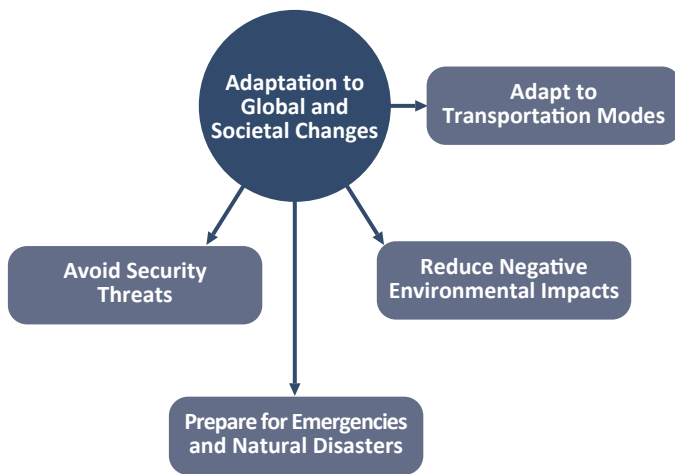 Adaptation to
Global and
Societal Changes
Adapt to
Transportation Modes
Avoid Security
Threats
Reduce Negative
Environmental Impacts
Prepare for Emergencies
and Natural Disasters